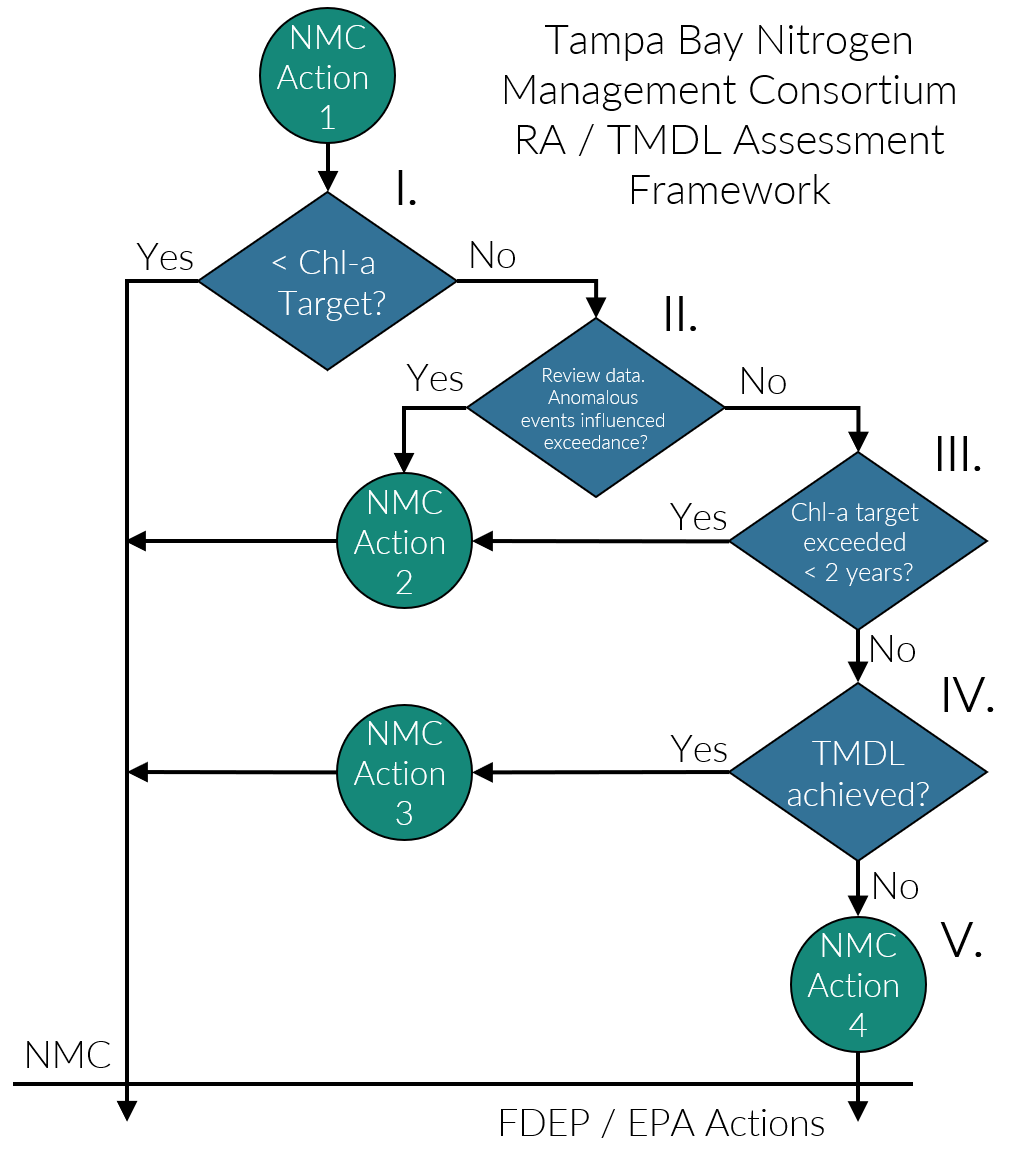 NMC
Action
1
Tampa Bay Nitrogen
Management Consortium
RA / TMDL Assessment
Framework
I.
Yes
< Chl-a
Target?
No
II.
Yes
Review data.
Anomalous
events influenced
exceedance?
No
III.
NMC
Action
2
Yes
Chl-a target
exceeded
< 2 years?
No
IV.
NMC
Action
3
Yes
TMDL
achieved?
No
V.
NMC
Action
4
NMC
FDEP / EPA Actions